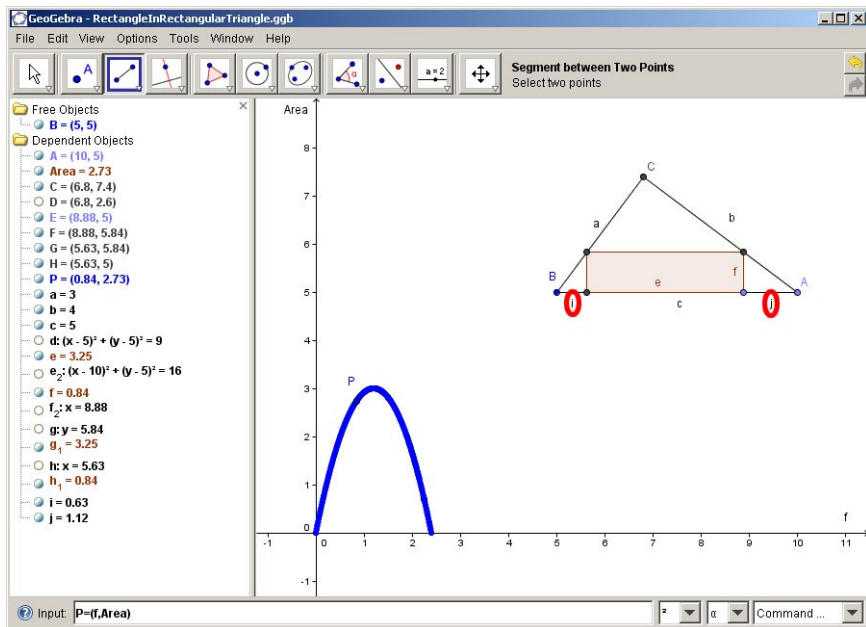 GeoGebra - RectangleInRectangularTriangle.ggb
File Edit View Options Tools Window Help
A
α
a = 2
Segment between Two Points
Select two points
Free Objects
B = (5, 5)
Dependent Objects
A = (10, 5)
Area = 2.73
C = (6.8, 7.4)
D = (6.8, 2.6)
E = (8.88, 5)
F = (8.88, 5.84)
G = (5.63, 5.84)
H = (5.63, 5)
P = (0.84, 2.73)
a = 3
b = 4
c = 5
d: (x - 5)² + (y - 5)² = 9
e = 3.25
e₂: (x - 10)² + (y - 5)² = 16
f = 0.84
f₂: x = 8.88
g: y = 5.84
g₁ = 3.25
h: x = 5.63
h₁ = 0.84
i = 0.63
j = 1.12
Area
8
7
6
5
4
3
2
1
0
-1
-1 0 1 2 3 4 5 6 7 8 9 10 11
f
C
a
b
B
A
e
f
i
c
j
P
Input: P=(f,Area)
²
α
Command ...